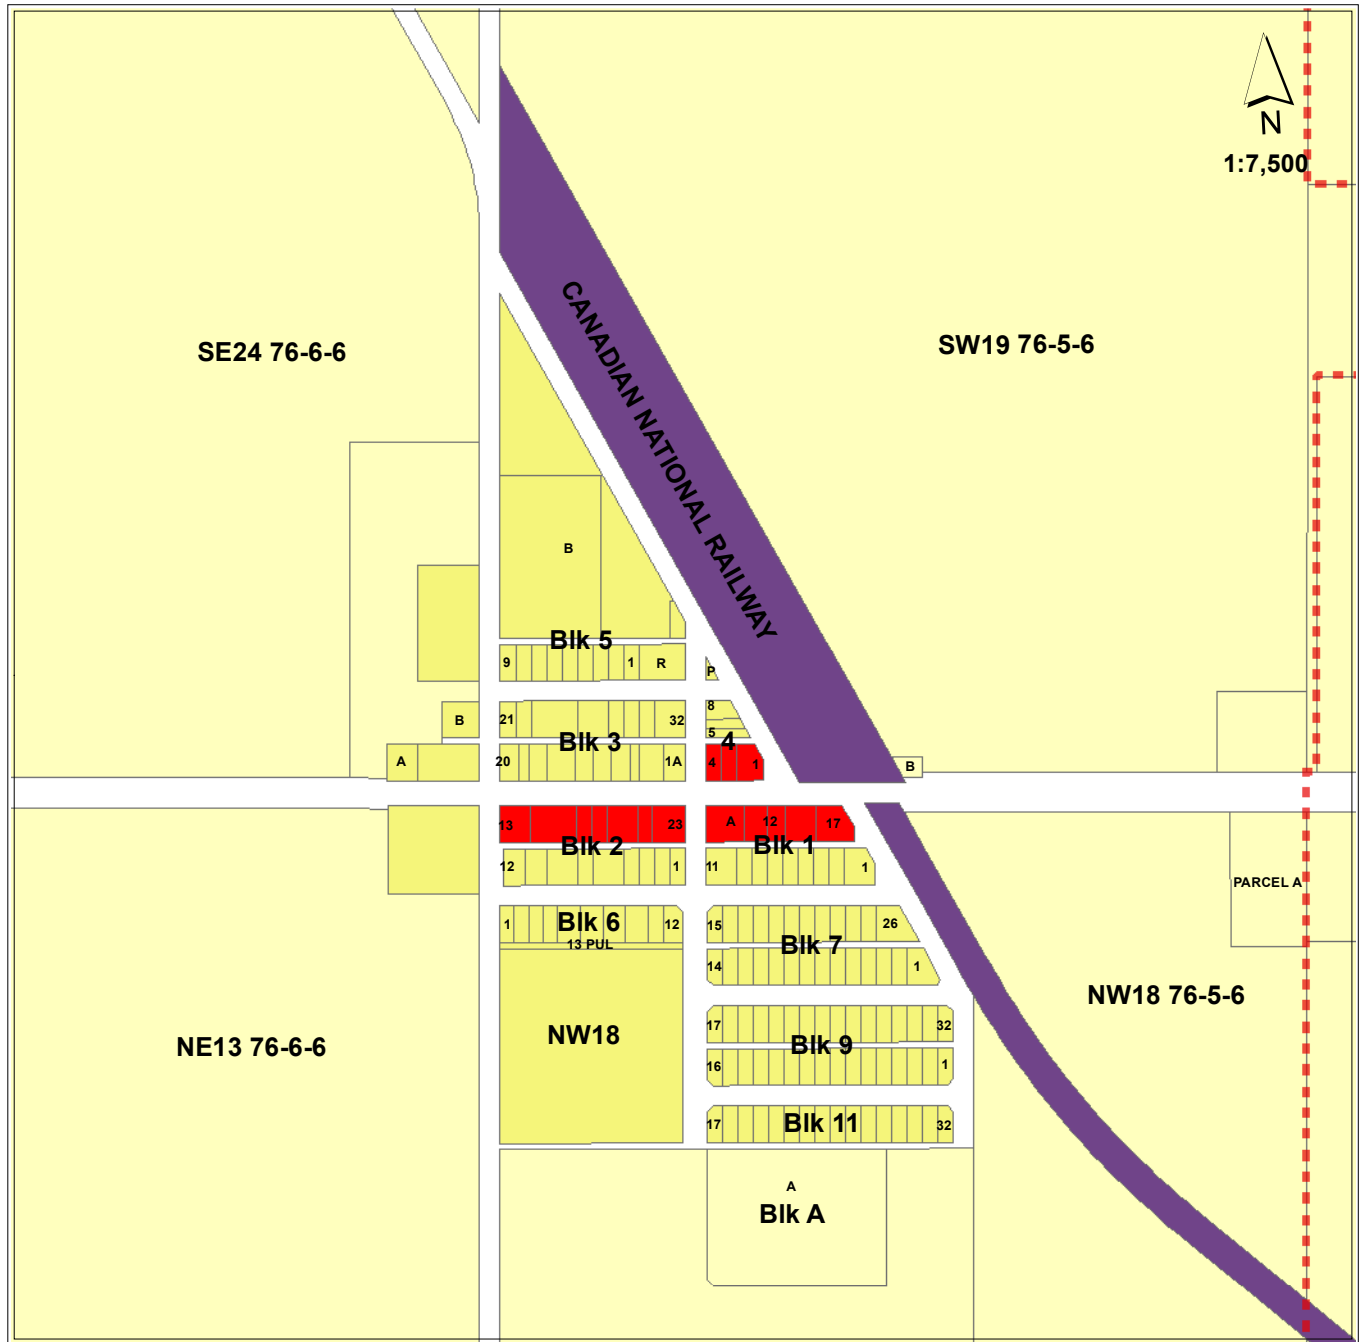 N
1:7,500
CANADIAN NATIONAL RAILWAY
SE24 76-6-6
SW19 76-5-6
B
Blk 5
9
1
R
P
B
21
32
8
5
Blk 3
4
A
20
1A
4
1
B
13
23
A
12
17
Blk 2
Blk 1
12
1
11
1
PARCEL A
1
Blk 6
12
13 PUL
15
26
Blk 7
14
1
NW18 76-5-6
NE13 76-6-6
NW18
17
32
Blk 9
16
1
17
Blk 11
32
A
Blk A